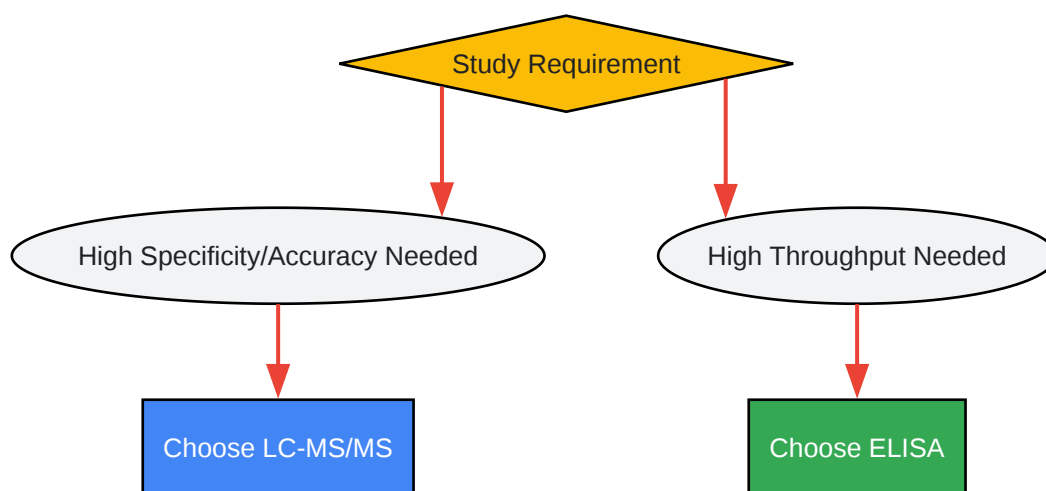 Study Requirement
High Specificity/Accuracy Needed
High Throughput Needed
Choose LC-MS/MS
Choose ELISA